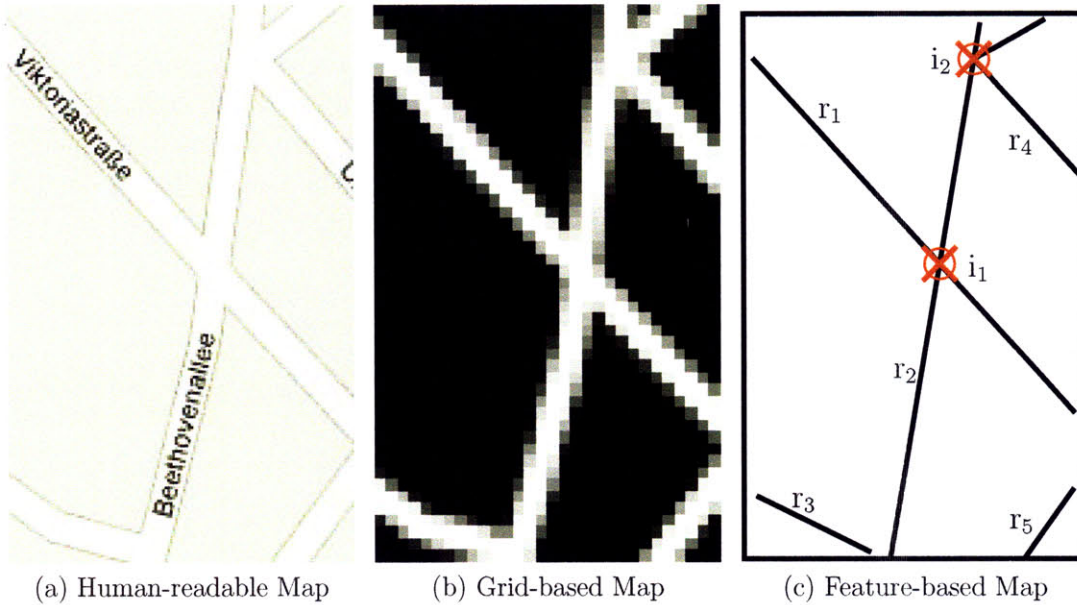 Viktoriastraße
Beethovenallee
i₂
r₁
r₄
i₁
r₂
r₃
r₅
(a) Human-readable Map
(b) Grid-based Map
(c) Feature-based Map